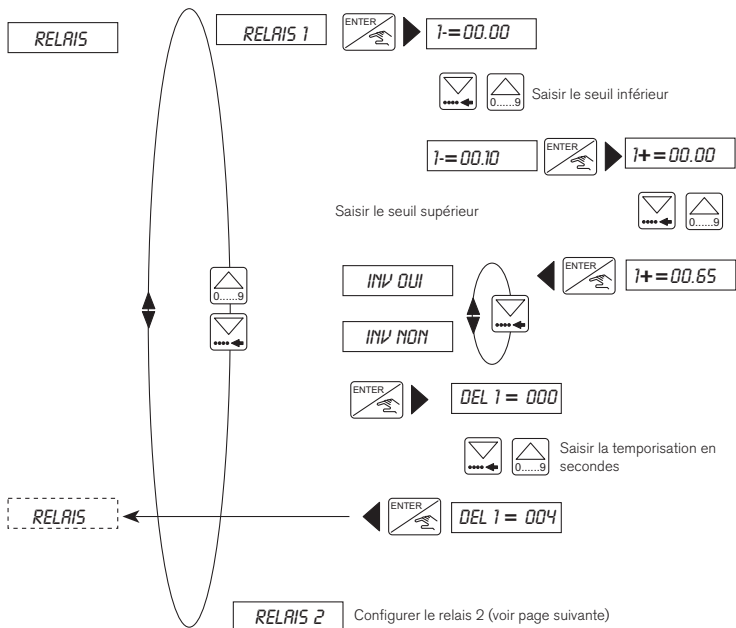 RELAIS
RELAIS 1
ENTER
1-=00.00
0......9
Saisir le seuil inférieur
1-=00.10
ENTER
1+=00.00
Saisir le seuil supérieur
0......9
INV OUI
ENTER
1+=00.65
0......9
INV NON
ENTER
DEL 1 = 000
0......9
Saisir la temporisation en
secondes
RELAIS
ENTER
DEL 1 = 004
RELAIS 2
Configurer le relais 2 (voir page suivante)